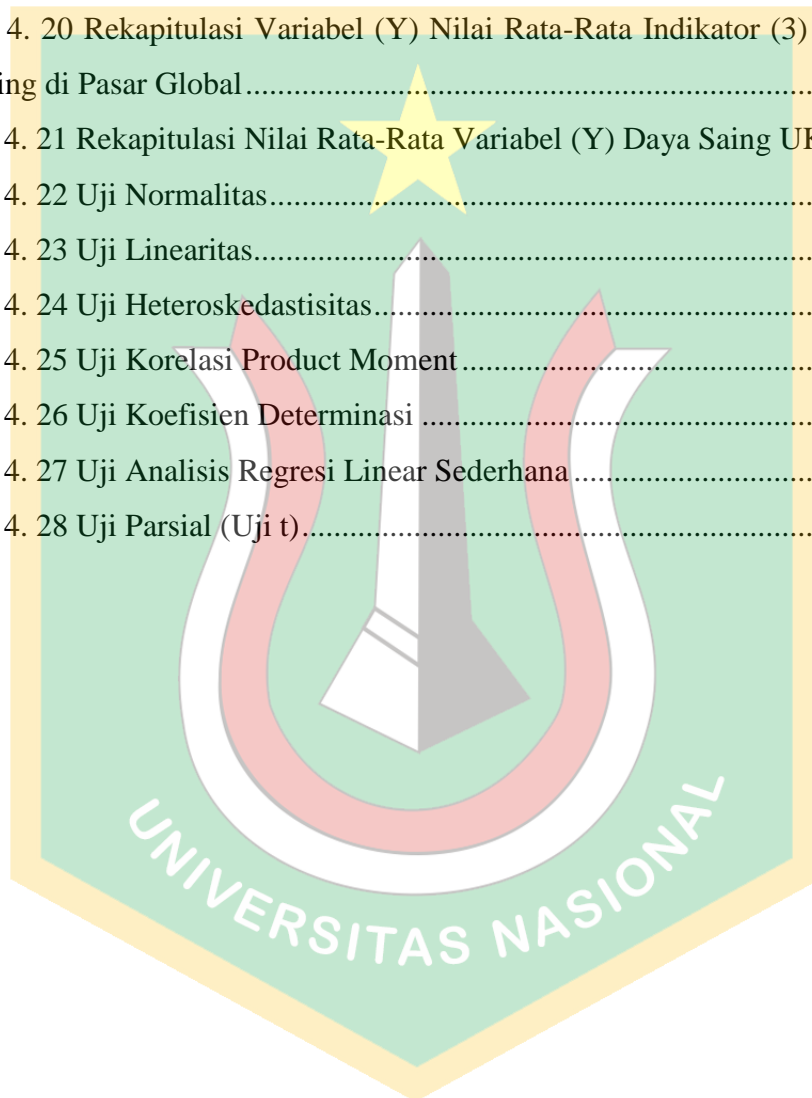 4. 20 Rekapitulasi Variabel (Y) Nilai Rata-Rata Indikator (3)
ing di Pasar Global................................................................................
4. 21 Rekapitulasi Nilai Rata-Rata Variabel (Y) Daya Saing
4. 22 Uji Normalitas................................................................................
4. 23 Uji Linearitas................................................................................
4. 24 Uji Heteroskedastisitas................................................................
4. 25 Uji Korelasi Product Moment................................................
4. 26 Uji Koefisien Determinasi ................................................
4. 27 Uji Analisis Regresi Linear Sederhana................................
4. 28 Uji Parsial (Uji t)................................................................
UNIVERSITAS NASIONAL